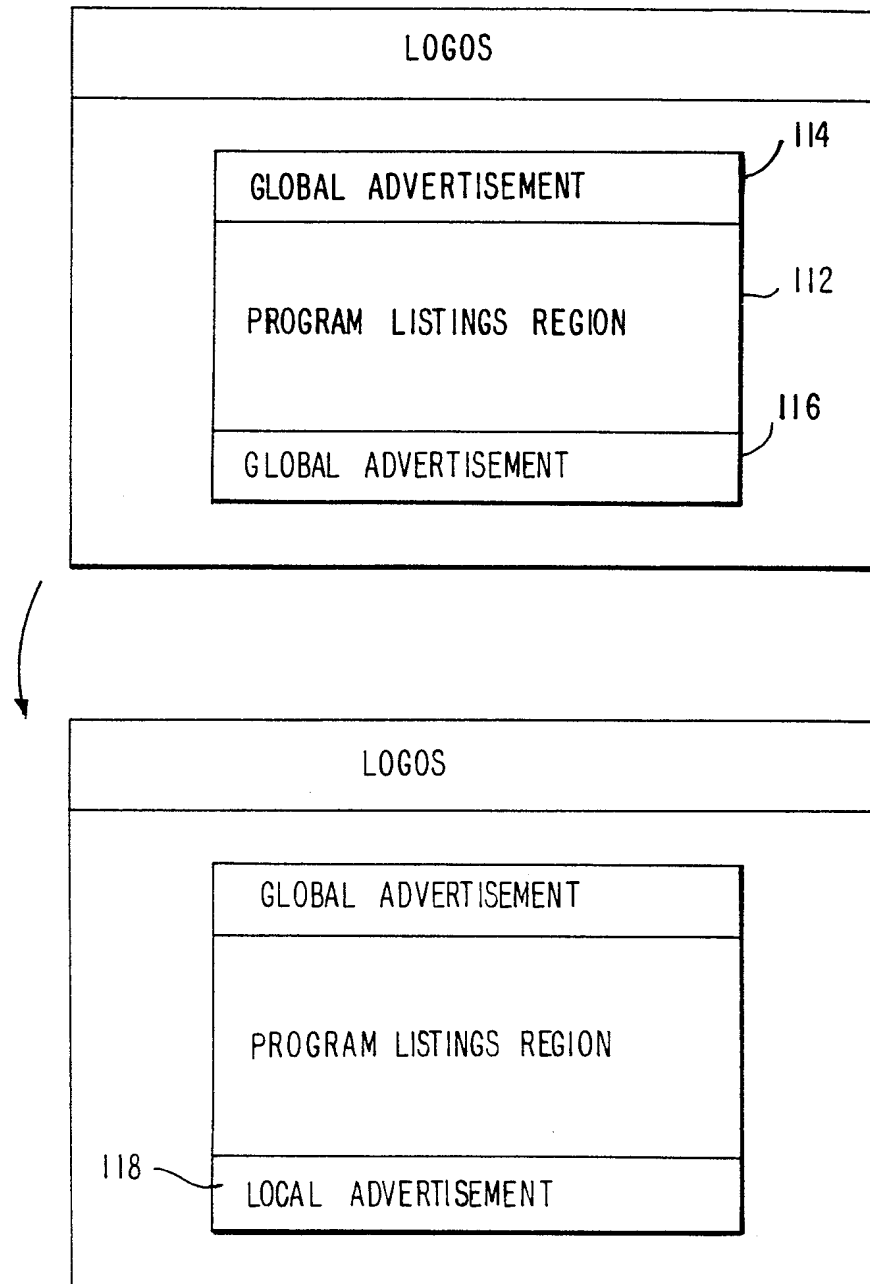 LOGOS
114
GLOBAL ADVERTISEMENT
112
PROGRAM LISTINGS REGION
116
GLOBAL ADVERTISEMENT
LOGOS
GLOBAL ADVERTISEMENT
PROGRAM LISTINGS REGION
118
LOCAL ADVERTISEMENT